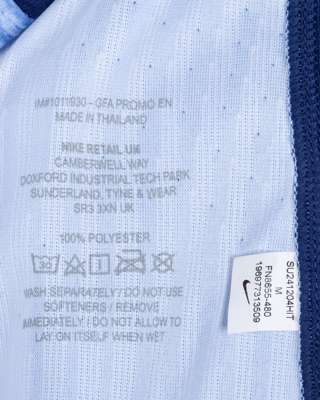 IM#1011930 - GFA PROMO EN
MADE IN THAILAND
NIKE RETAIL UK
CAMBERWELL WAY
DOXFORD INDUSTRIAL TECH PARK
SUNDERLAND, TYNE & WEAR
SR3 3XN UK
100% POLYESTER
WASH SEPARATELY / DO NOT USE
SOFTENERS / REMOVE
IMMEDIATELY / DO NOT ALLOW TO
LAY ON ITSELF WHEN WET
SU241204HIT
M
FN8655-480
196977313509